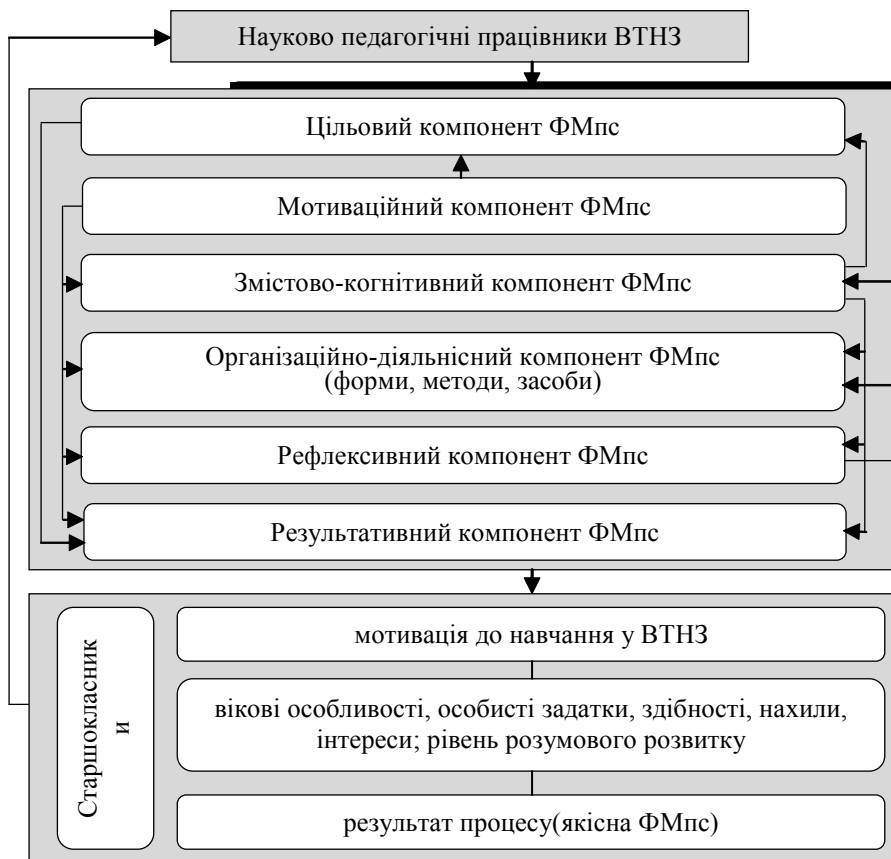 Науково педагогічні працівники ВТНЗ
Цільовий компонент ФМпс
Мотиваційний компонент ФМпс
Змістово-когнітивний компонент ФМпс
Організаційно-діяльнісний компонент ФМпс
(форми, методи, засоби)
Рефлексивний компонент ФМпс
Результативний компонент ФМпс
Старшокласник
и
мотивація до навчання у ВТНЗ
вікові особливості, особисті задатки, здібності, нахили,
інтереси; рівень розумового розвитку
результат процесу(якісна ФМпс)